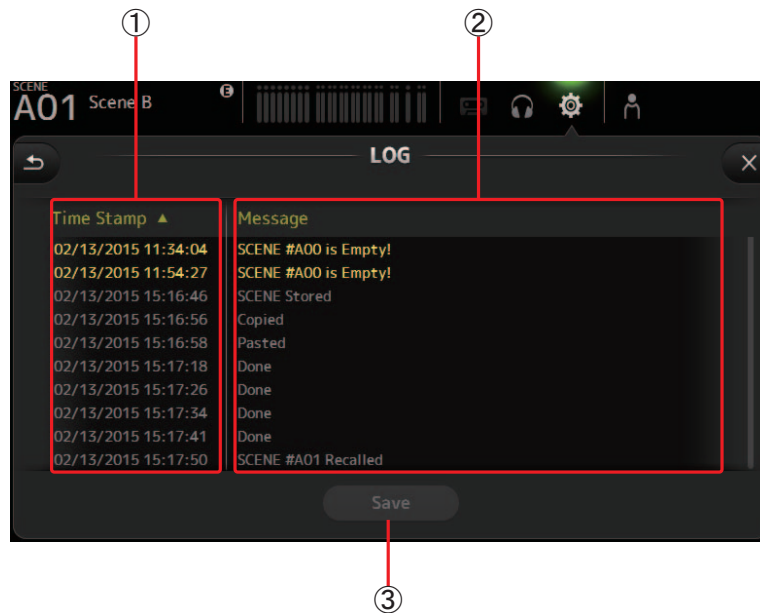 ① ②
SCENE
A01 Scene B E
LOG
Time Stamp ▲ Message
02/13/2015 11:34:04 SCENE #A00 is Empty!
02/13/2015 11:54:27 SCENE #A00 is Empty!
02/13/2015 15:16:46 SCENE Stored
02/13/2015 15:16:56 Copied
02/13/2015 15:16:58 Pasted
02/13/2015 15:17:18 Done
02/13/2015 15:17:26 Done
02/13/2015 15:17:34 Done
02/13/2015 15:17:41 Done
02/13/2015 15:17:50 SCENE #A01 Recalled
Save
③